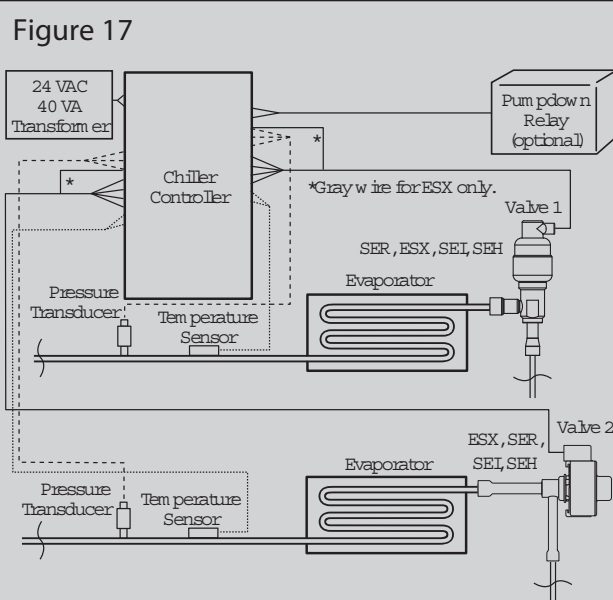 Figure 17
24 VAC
40 VA
Transformer
Chiller
Controller
Pumpdown
Relay
(optional)
*
*
*Gray wire for ESX only.
Valve 1
SER, ESX, SEI, SEH
Evaporator
Pressure
Transducer
Temperature
Sensor
Valve 2
ESX, SER,
SEI, SEH
Evaporator
Pressure
Transducer
Temperature
Sensor